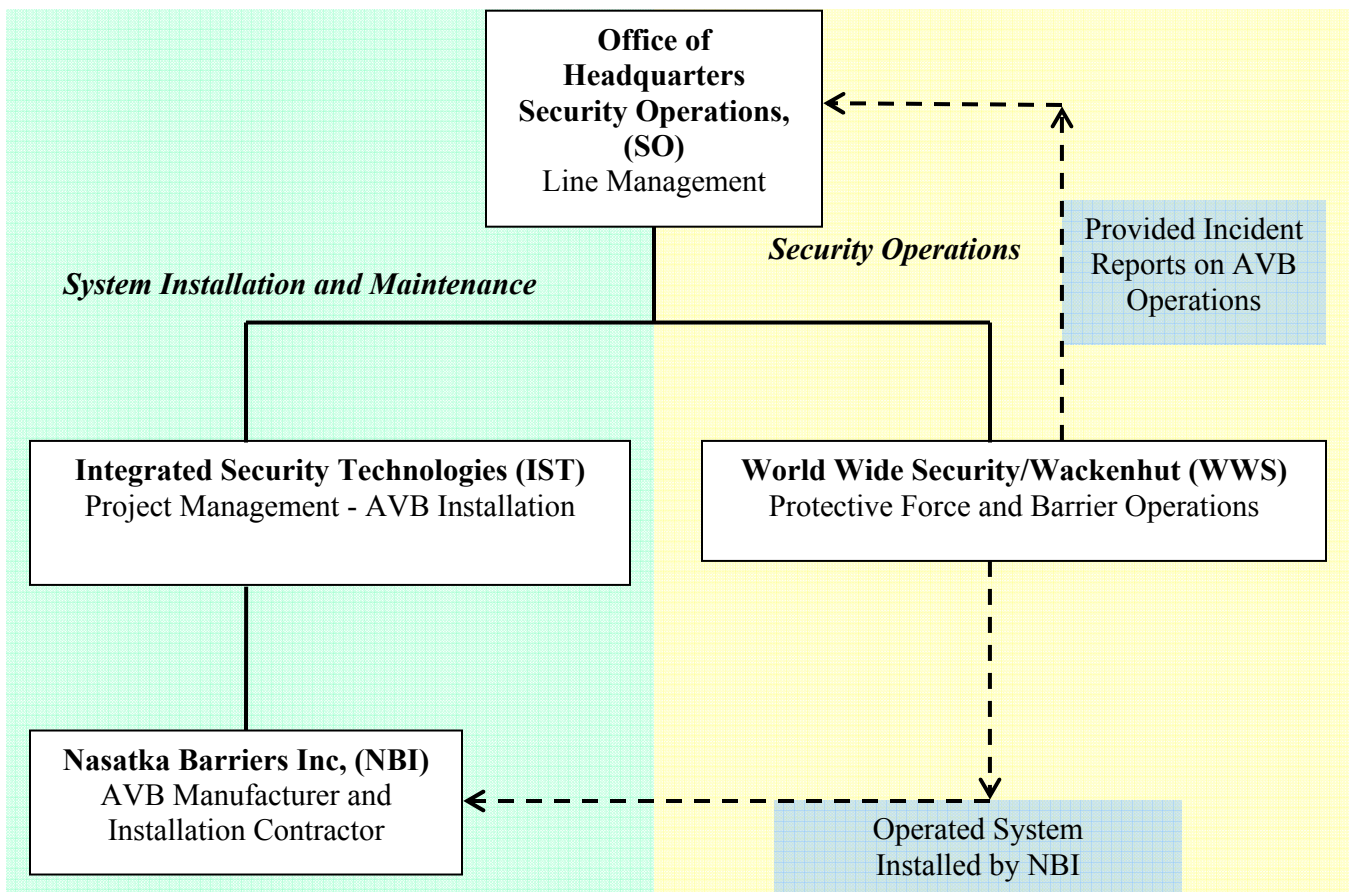 Office of
Headquarters
Security Operations,
(SO)
Line Management
Security Operations
System Installation and Maintenance
Provided Incident
Reports on AVB
Operations
Integrated Security Technologies (IST)
Project Management - AVB Installation
World Wide Security/Wackenhut (WWS)
Protective Force and Barrier Operations
Nasatka Barriers Inc, (NBI)
AVB Manufacturer and
Installation Contractor
Operated System
Installed by NBI